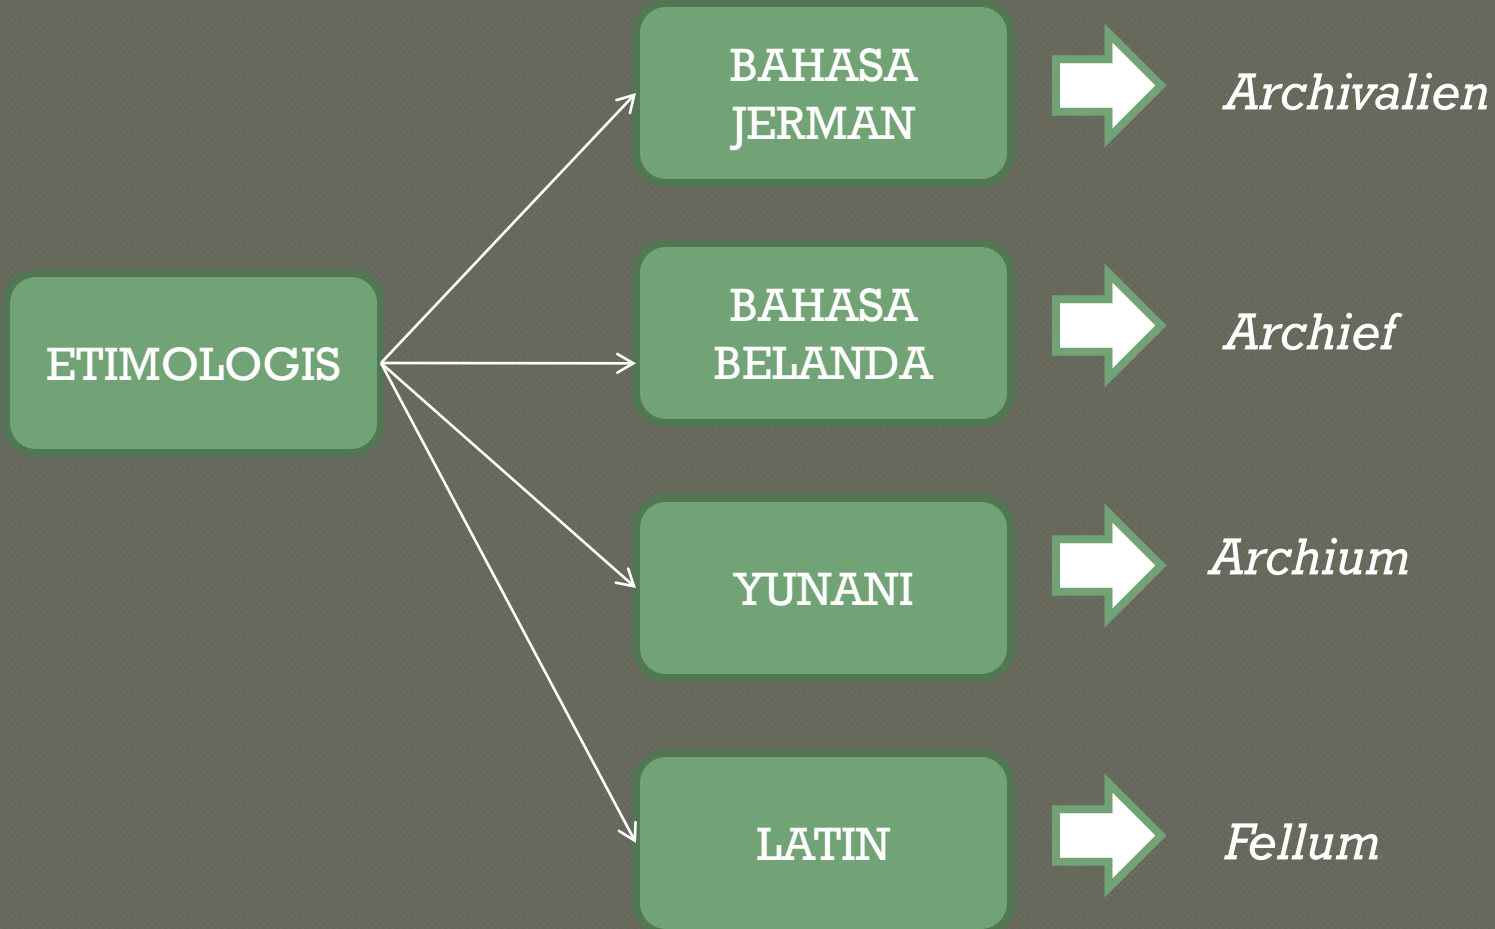 ETIMOLOGIS
BAHASA
JERMAN
Archivalien
BAHASA
BELANDA
Archief
YUNANI
Archium
LATIN
Fellum